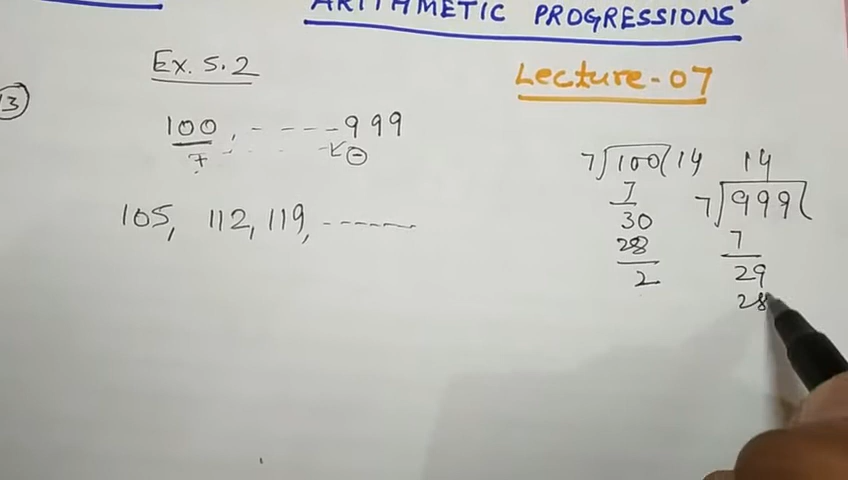 ARITHMETIC PROGRESSIONS
Ex. 5.2
Lecture-07
13
100, ----- 999
7
-
105, 112, 119, -------
7)100(14
7
30
28
2
14
7)999(
7
29
28